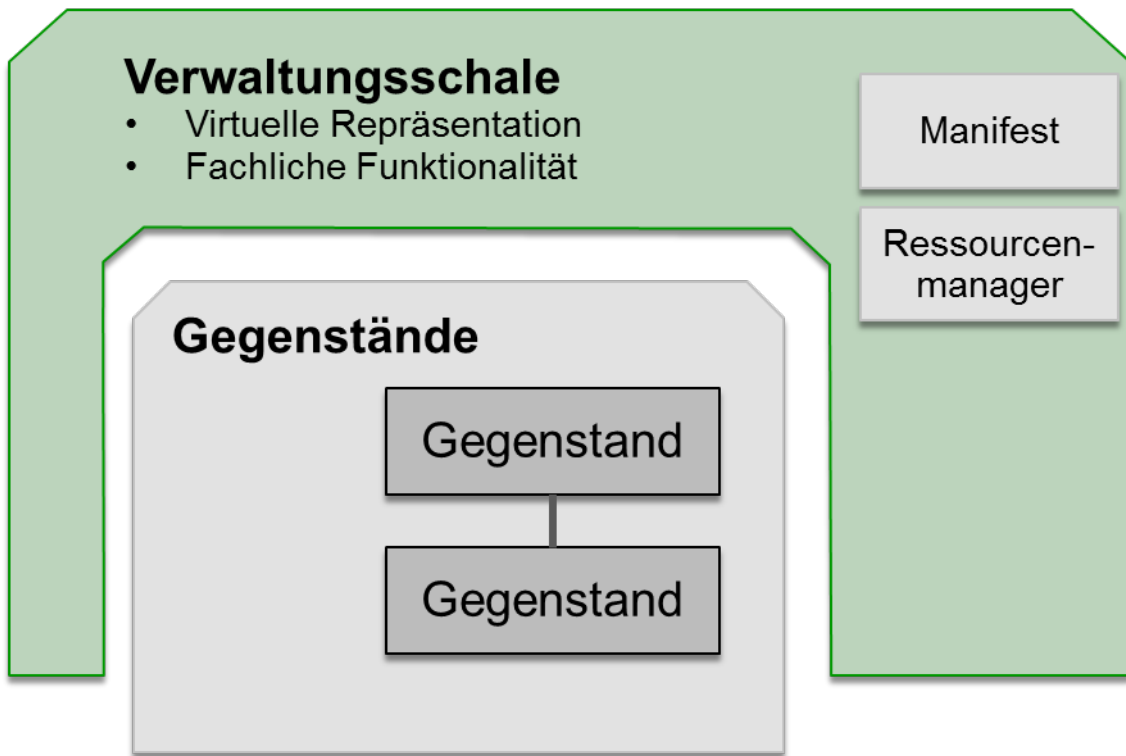 Verwaltungsschale
• Virtuelle Repräsentation
• Fachliche Funktionalität
Manifest
Ressourcen-
manager
Gegenstände
Gegenstand
Gegenstand